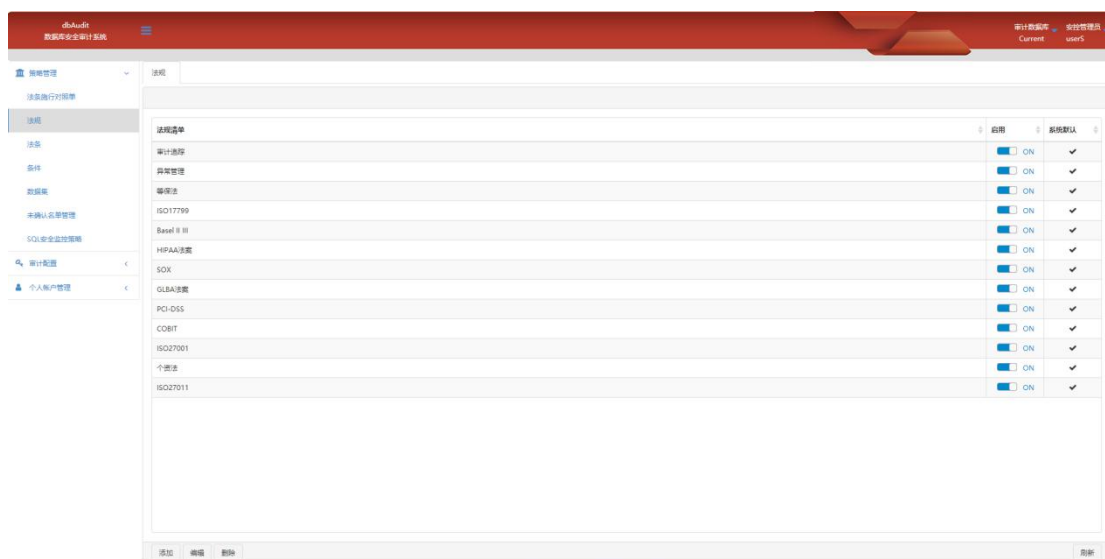 dbAudit
数据库安全审计系统
审计数据库
Current
安控管理员
userS
策略管理
法条施行对照单
法规
法条
条件
数据集
未确认名单管理
SQL安全监控策略
审计配置
个人帐户管理
法规
法规清单 启用 系统默认
审计追踪 ON
异常管理 ON
等保法 ON
ISO17799 ON
Basel II III ON
HIPAA法案 ON
SOX ON
GLBA法案 ON
PCI-DSS ON
COBIT ON
ISO27001 ON
个资法 ON
ISO27011 ON
添加 编辑 删除 刷新